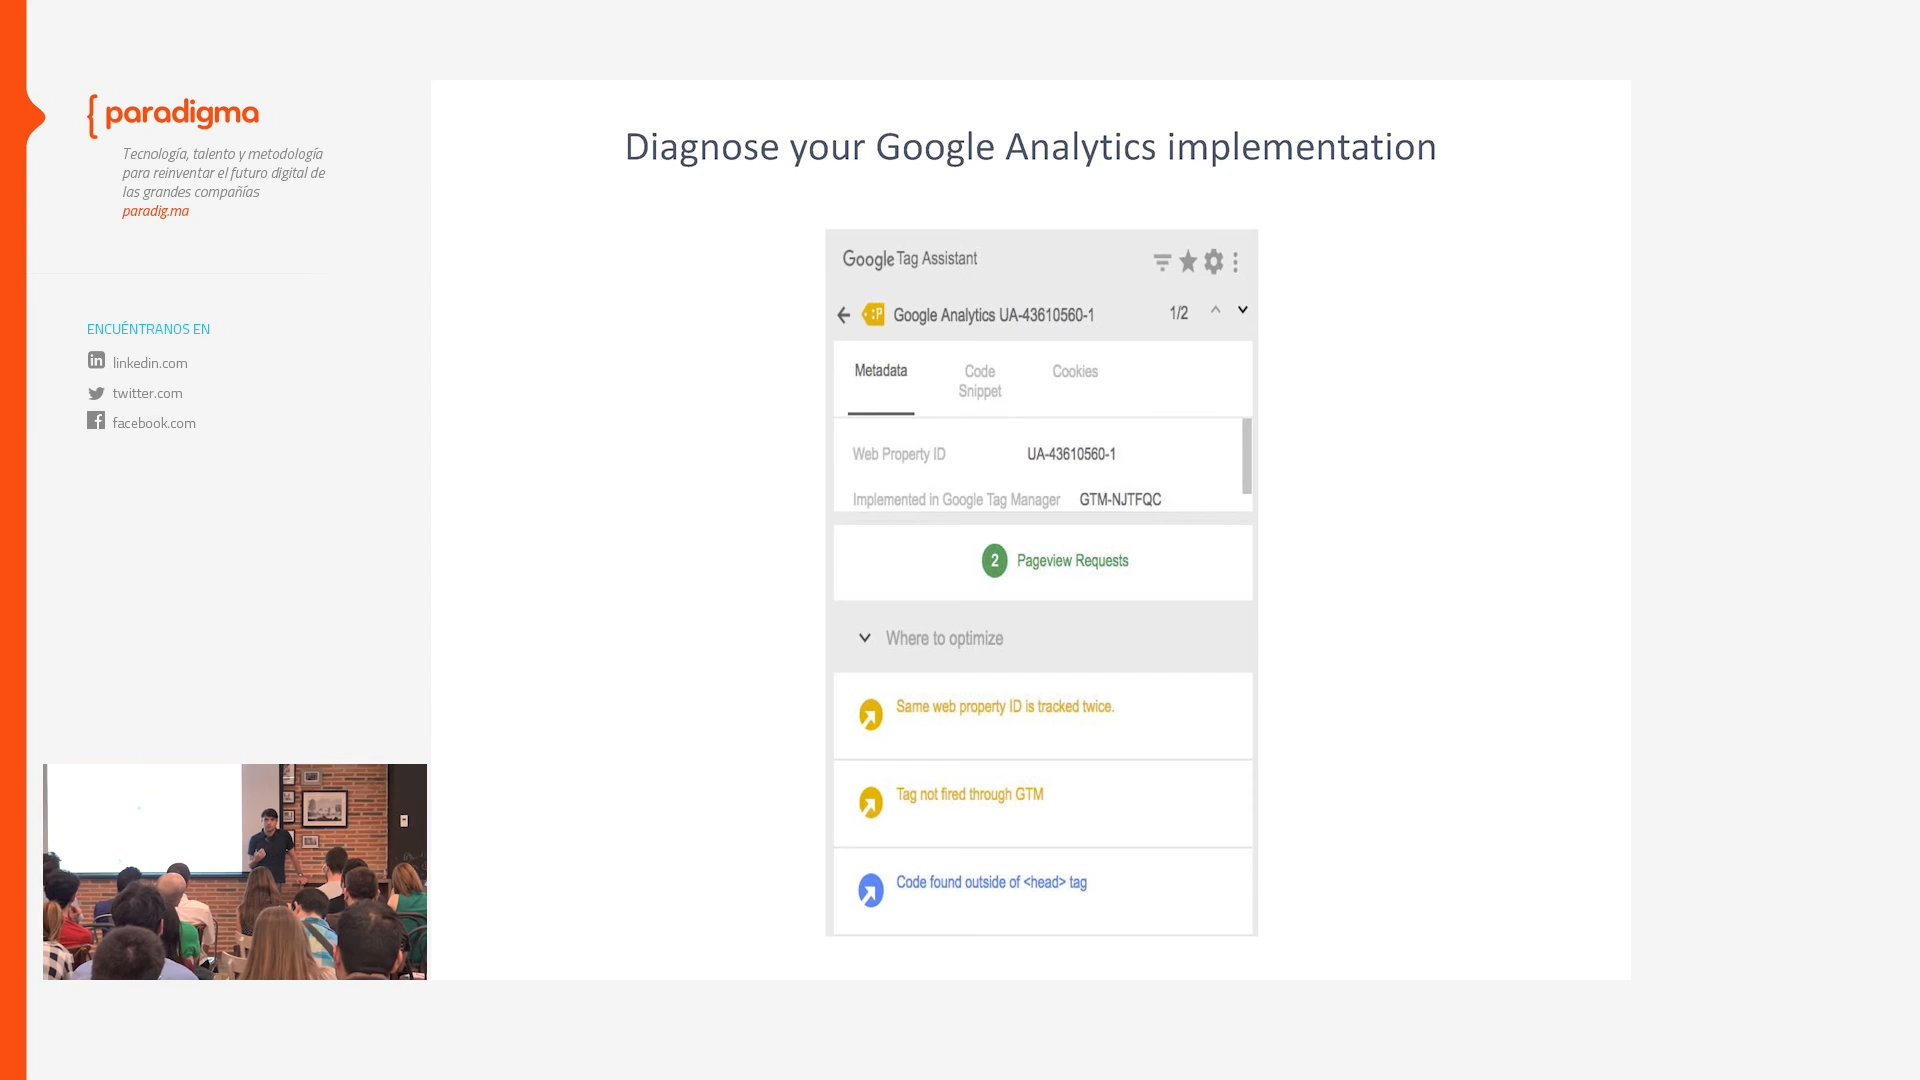 { paradigma
Tecnología, talento y metodología
para reinventar el futuro digital de
las grandes compañías
paradig.ma
ENCUÉNTRANOS EN
linkedin.com
twitter.com
facebook.com
Diagnose your Google Analytics implementation
Google Tag Assistant
Google Analytics UA-43610560-1 1/2
Metadata Code Snippet Cookies
Web Property ID UA-43610560-1
Implemented in Google Tag Manager GTM-NJTFQC
2 Pageview Requests
Where to optimize
Same web property ID is tracked twice.
Tag not fired through GTM
Code found outside of <head> tag